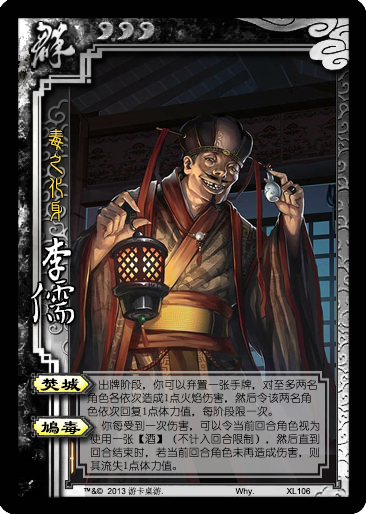 群
毒之化身
李儒
焚城
出牌阶段，你可以弃置一张手牌，对至多两名
角色各依次造成1点火焰伤害，然后令该两名角
色依次回复1点体力值，每阶段限一次。
鸠毒
你每受到一次伤害，可以令当前回合角色视为
使用一张【酒】（不计入回合限制），然后直到
回合结束时，若当前回合角色未再造成伤害，则
其流失1点体力值。
™&© 2013 游卡桌游. Why. XL106